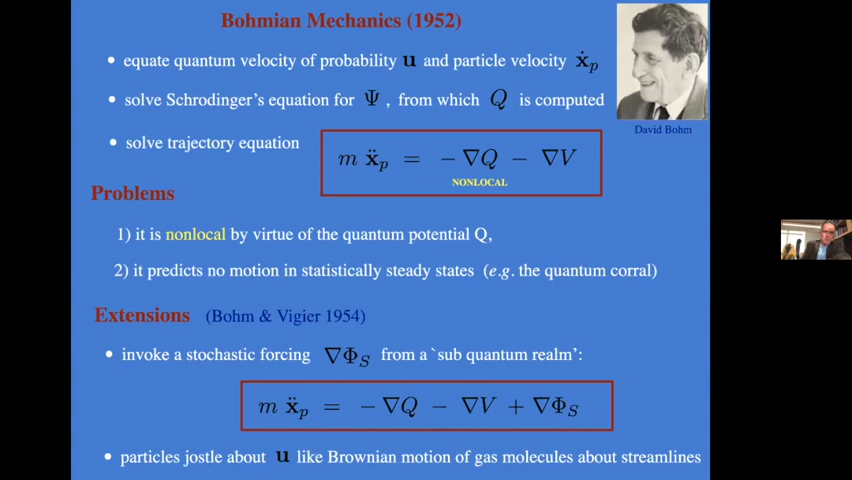 Bohmian Mechanics (1952)
• equate quantum velocity of probability u and particle velocity ẋₚ
• solve Schrodinger's equation for Ψ , from which Q is computed
David Bohm
• solve trajectory equation
m ẍₚ = − ∇Q − ∇V
NONLOCAL
Problems
1) it is nonlocal by virtue of the quantum potential Q,
2) it predicts no motion in statistically steady states (e.g. the quantum corral)
Extensions (Bohm & Vigier 1954)
• invoke a stochastic forcing ∇Φ_S from a `sub quantum realm':
m ẍₚ = − ∇Q − ∇V + ∇Φ_S
• particles jostle about u like Brownian motion of gas molecules about streamlines